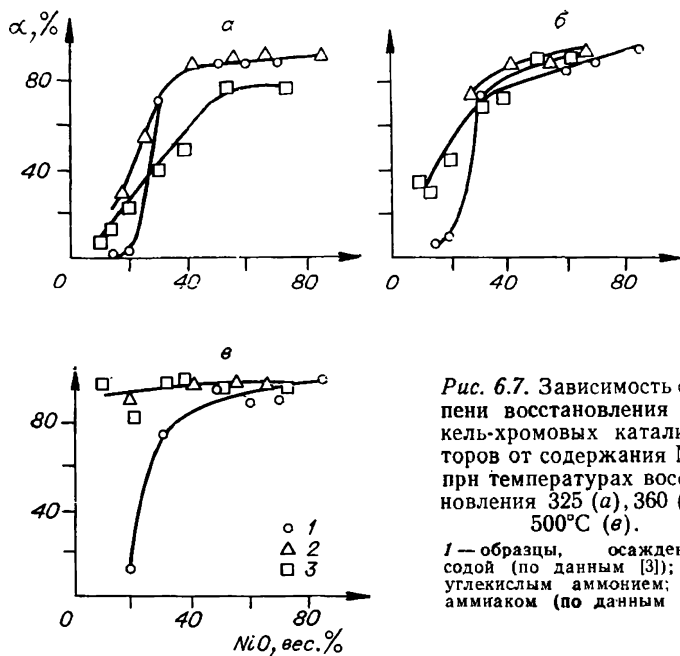 α,%
а
б
80
40
0
40
80
0
40
80
в
80
40
0
40
80
NiO, вес.%
1
2
3
Рис. 6.7. Зависимость
пени восстановления
кель-хромовых катали
торов от содержания
при температурах восс
новления 325 (а), 360
500°С (в).
1 — образцы, осажден
содой (по данным [3]);
углекислым аммонием;
аммиаком (по данным